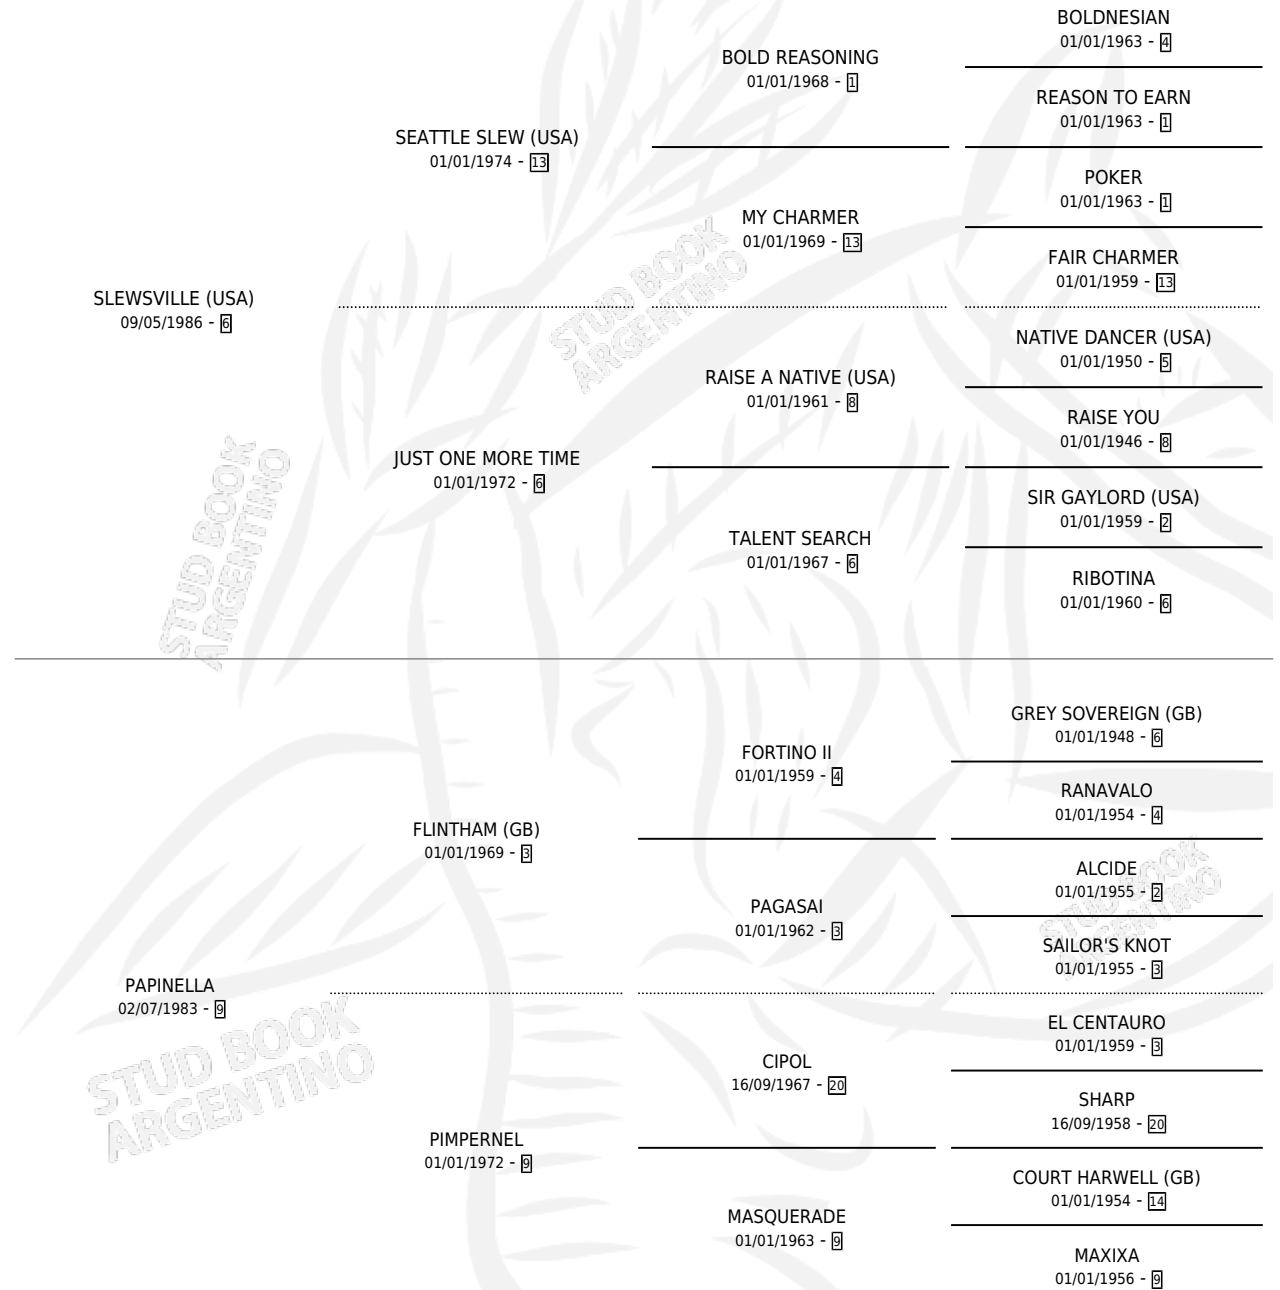 BOLDNESIAN
01/01/1963 - 4
BOLD REASONING
01/01/1968 - 1
REASON TO EARN
01/01/1963 - 1
SEATTLE SLEW (USA)
01/01/1974 - 13
POKER
01/01/1963 - 1
MY CHARMER
01/01/1969 - 13
FAIR CHARMER
01/01/1959 - 13
SLEWSVILLE (USA)
09/05/1986 - 6
STUD BOOK
ARGENTINO
NATIVE DANCER (USA)
01/01/1950 - 5
RAISE A NATIVE (USA)
01/01/1961 - 8
RAISE YOU
01/01/1946 - 8
JUST ONE MORE TIME
01/01/1972 - 6
SIR GAYLORD (USA)
01/01/1959 - 2
TALENT SEARCH
01/01/1967 - 6
RIBOTINA
01/01/1960 - 6
STUD BOOK
ARGENTINO
GREY SOVEREIGN (GB)
01/01/1948 - 6
FORTINO II
01/01/1959 - 4
RANAVALO
01/01/1954 - 4
FLINTHAM (GB)
01/01/1969 - 3
ALCIDE
01/01/1955 - 2
PAGASAI
01/01/1962 - 3
SAILOR'S KNOT
01/01/1955 - 3
STUD BOOK
ARGENTINO
PAPINELLA
02/07/1983 - 9
EL CENTAURO
01/01/1959 - 3
CIPOL
16/09/1967 - 20
SHARP
16/09/1958 - 20
STUD BOOK
ARGENTINO
PIMPERNEL
01/01/1972 - 9
COURT HARWELL (GB)
01/01/1954 - 14
MASQUERADE
01/01/1963 - 9
MAXIXA
01/01/1956 - 9